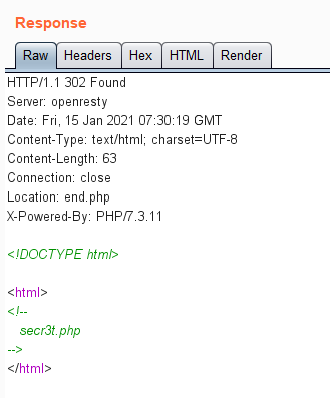 Response
Raw Headers Hex HTML Render
HTTP/1.1 302 Found
Server: openresty
Date: Fri, 15 Jan 2021 07:30:19 GMT
Content-Type: text/html; charset=UTF-8
Content-Length: 63
Connection: close
Location: end.php
X-Powered-By: PHP/7.3.11
<!DOCTYPE html>
<html>
<!--
secr3t.php
-->
</html>